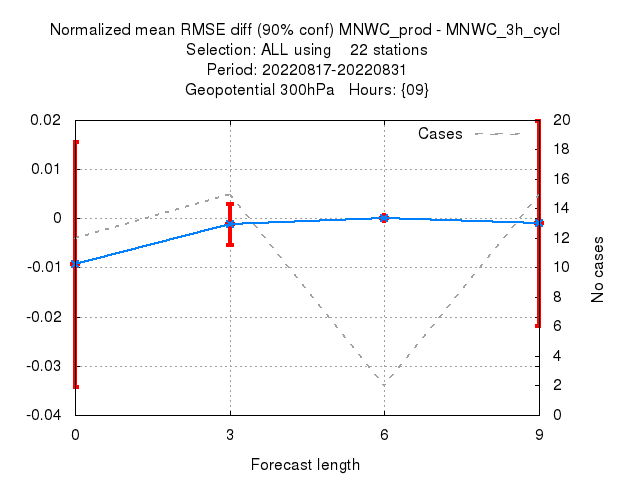 Normalized mean RMSE diff (90% conf) MNWC_prod - MNWC_3h_cycl
Selection: ALL using    22 stations
Period: 20220817-20220831
Geopotential 300hPa   Hours: {09}
Cases
0.02
0.01
0
-0.01
-0.02
-0.03
-0.04
20
18
16
14
12
10
8
6
4
2
0
No cases
0 3 6 9
Forecast length